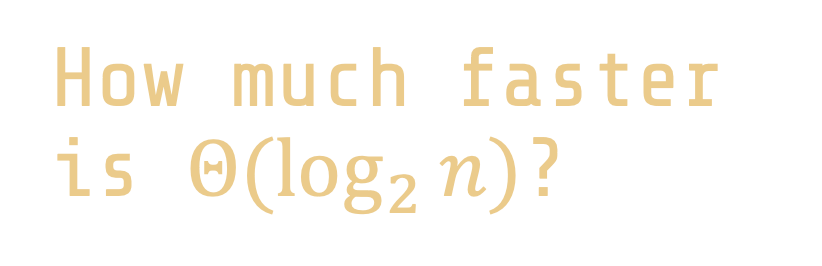 How much faster
is Θ(log₂ n)?